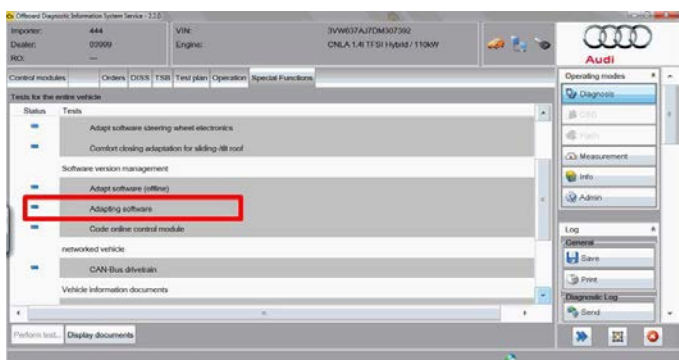 Offboard Diagnostic Information System Service - 2.2.0
Importer: 444 VIN: 3VW637AJ7DM307392
Dealer: 03999 Engine: CNLA 1.4l TFSI Hybrid / 110kW
RO: ---
Audi
Control modules Orders DISS TSB Test plan Operation Special Functions
Tests for the entire vehicle
Status Tests
Adapt software steering wheel electronics
Comfort closing adaptation for sliding-/tilt roof
Software version management
Adapt software (offline)
Adapting software
Code online control module
networked vehicle
CAN-Bus drivetrain
Vehicle information documents
Perform test... Display documents
Operating modes
Diagnosis
OBD
Measurement
Info
Admin
Log
General
Save
Print
Diagnostic Log
Send